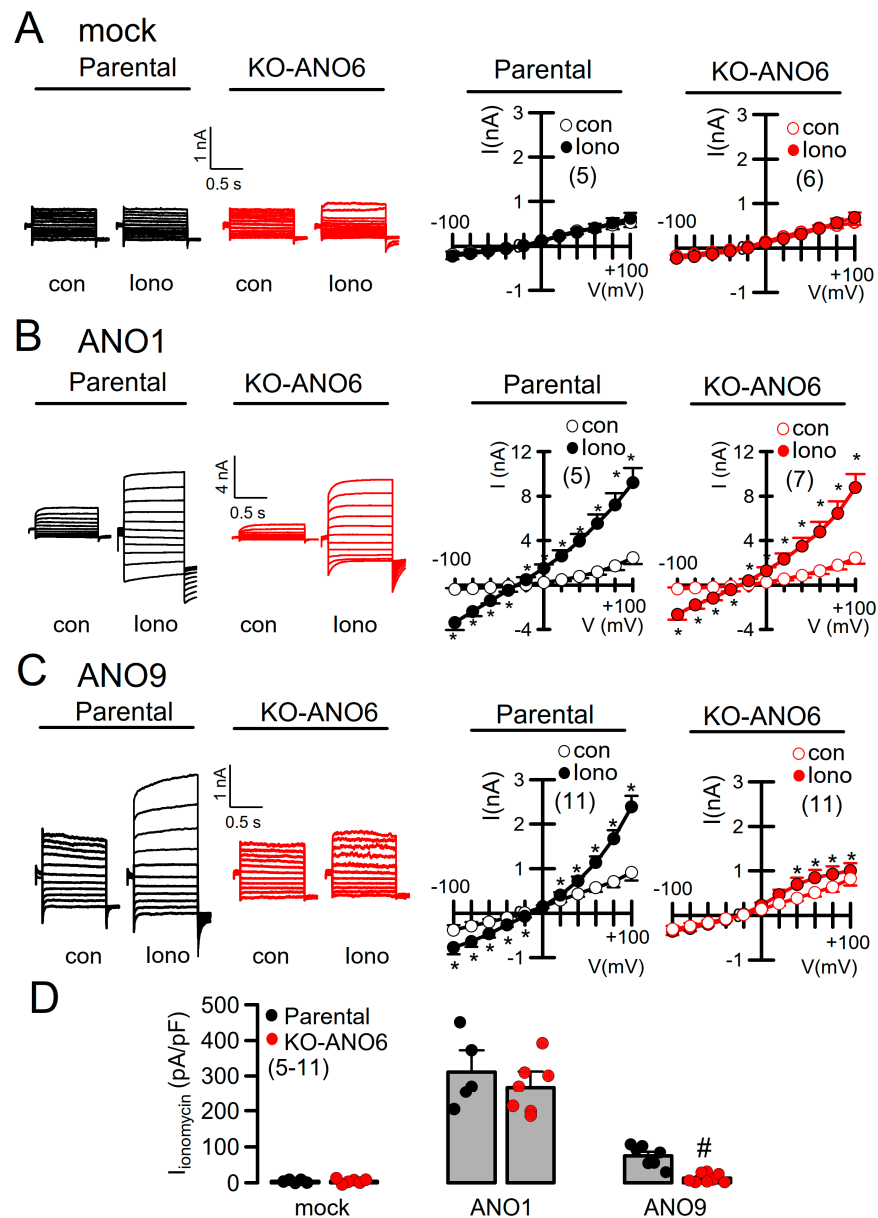 A mock
Parental KO-ANO6 Parental KO-ANO6
1 nA
0.5 s
con Iono con Iono
I(nA) 3 2 1 -1
con
Iono
(5)
-100 0 +100
V(mV)
I(nA) 3 2 1 -1
con
Iono
(6)
-100 0 +100
V(mV)
B ANO1
Parental KO-ANO6 Parental KO-ANO6
4 nA
0.5 s
con Iono con Iono
I (nA) 12 8 4 -4
con
Iono
(5)
* * * * * * * * * *
-100 +100
V (mV)
I (nA) 12 8 4 -4
con
Iono
(7)
* * * * * * * * * *
-100 +100
V (mV)
C ANO9
Parental KO-ANO6 Parental KO-ANO6
1 nA
0.5 s
con Iono con Iono
I(nA) 3 2 1 -1
con
Iono
(11)
* * * * * * * * * *
-100 0 +100
V(mV)
I(nA) 3 2 1 -1
con
Iono
(11)
* * * *
-100 0 +100
V(mV)
D
Iionomycin (pA/pF)
500
400
300
200
100
0
Parental
KO-ANO6
(5-11)
#
mock ANO1 ANO9